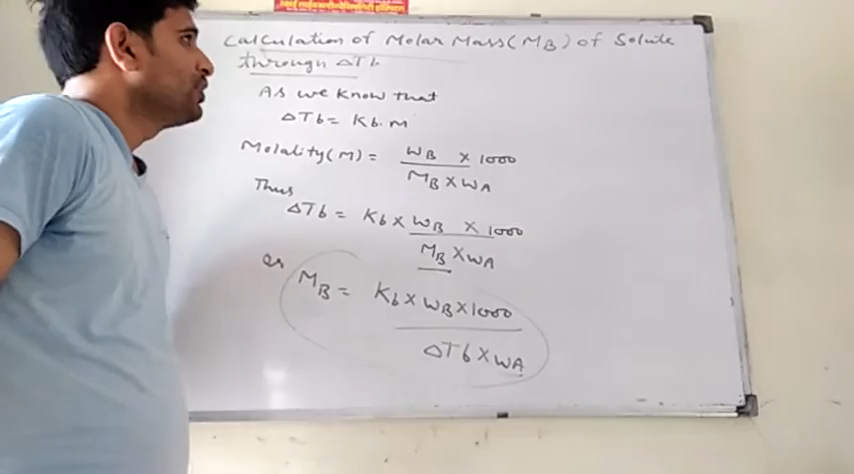 Calculation of Molar Mass (MB) of Solute
through ΔTb
As we know that
ΔTb = Kb.m
Molality (m) = WB × 1000
MB × WA
Thus
ΔTb = Kb × WB × 1000
MB × WA
or MB = Kb × WB × 1000
ΔTb × WA